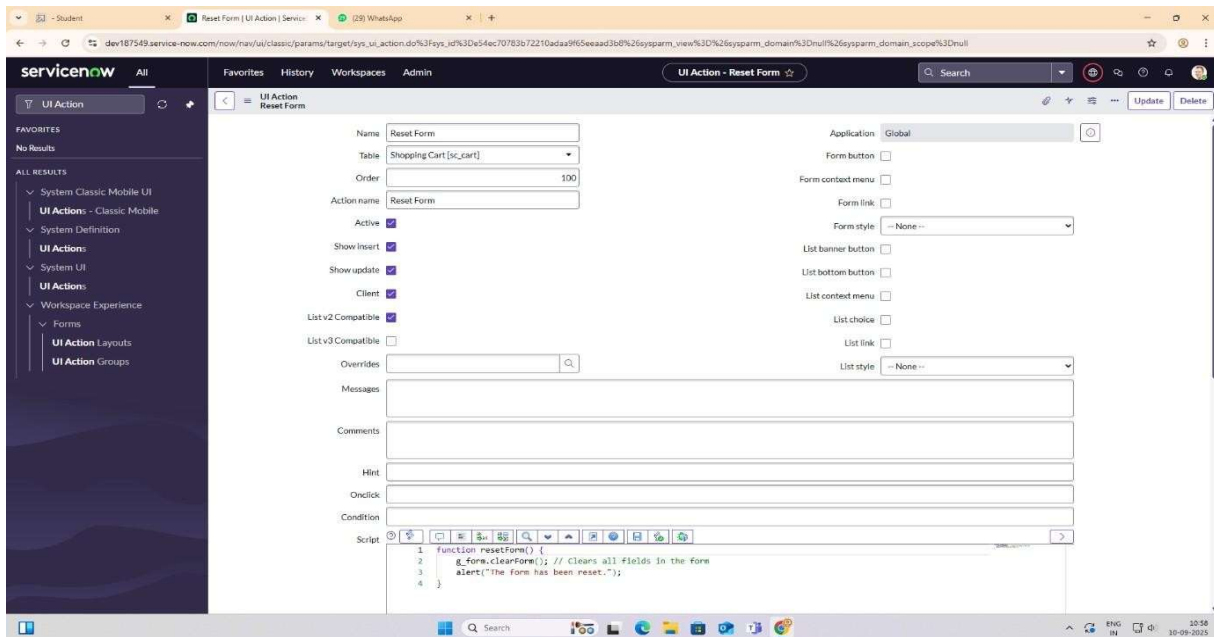 - Student
Reset Form | UI Action | Service
(29) WhatsApp
dev187549.service-now.com/now/nav/ui/classic/params/target/sys_ui_action.do%3Fsys_id%3De54ec70783b72210adaa9f65eeaad3b8%26sysparm_view%3D%26sysparm_domain%3Dnull%26sysparm_domain_scope%3Dnull
servicenow All Favorites History Workspaces Admin UI Action - Reset Form Search
UI Action
UI Action
Reset Form
Update Delete
FAVORITES
No Results
ALL RESULTS
System Classic Mobile UI
UI Actions - Classic Mobile
System Definition
UI Actions
System UI
UI Actions
Workspace Experience
Forms
UI Action Layouts
UI Action Groups
Name Reset Form
Table Shopping Cart [sc_cart]
Order 100
Action name Reset Form
Active
Show insert
Show update
Client
List v2 Compatible
List v3 Compatible
Overrides
Application Global
Form button
Form context menu
Form link
Form style -- None --
List banner button
List bottom button
List context menu
List choice
List link
List style -- None --
Messages
Comments
Hint
Onclick
Condition
Script
1 function resetForm() {
2 g_form.clearForm(); // Clears all fields in the form
3 alert("The form has been reset.");
4 }
Search
ENG
IN
10:58
10-09-2025